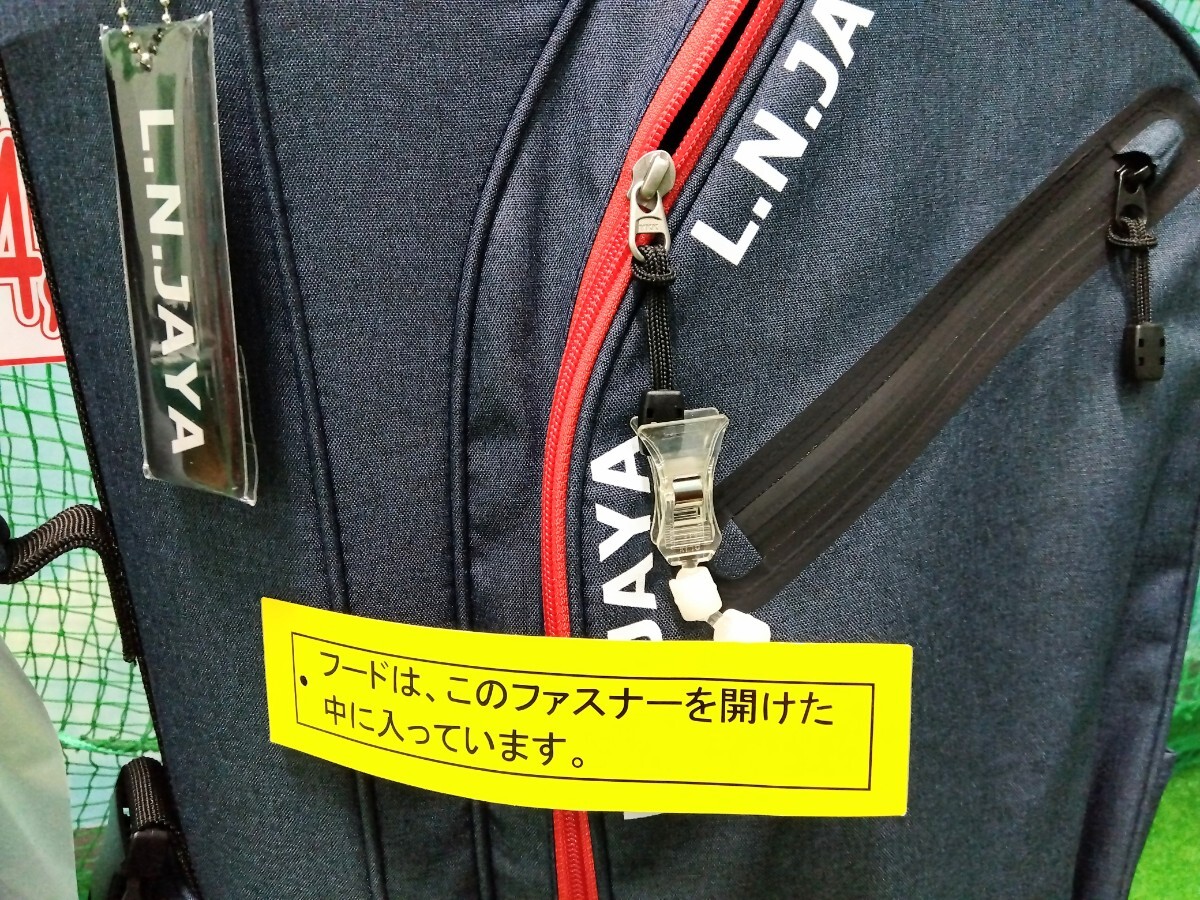 L.N.JAYA
L.N.JA
JAYA
4
・フードは、このファスナーを開けた
中に入っています。